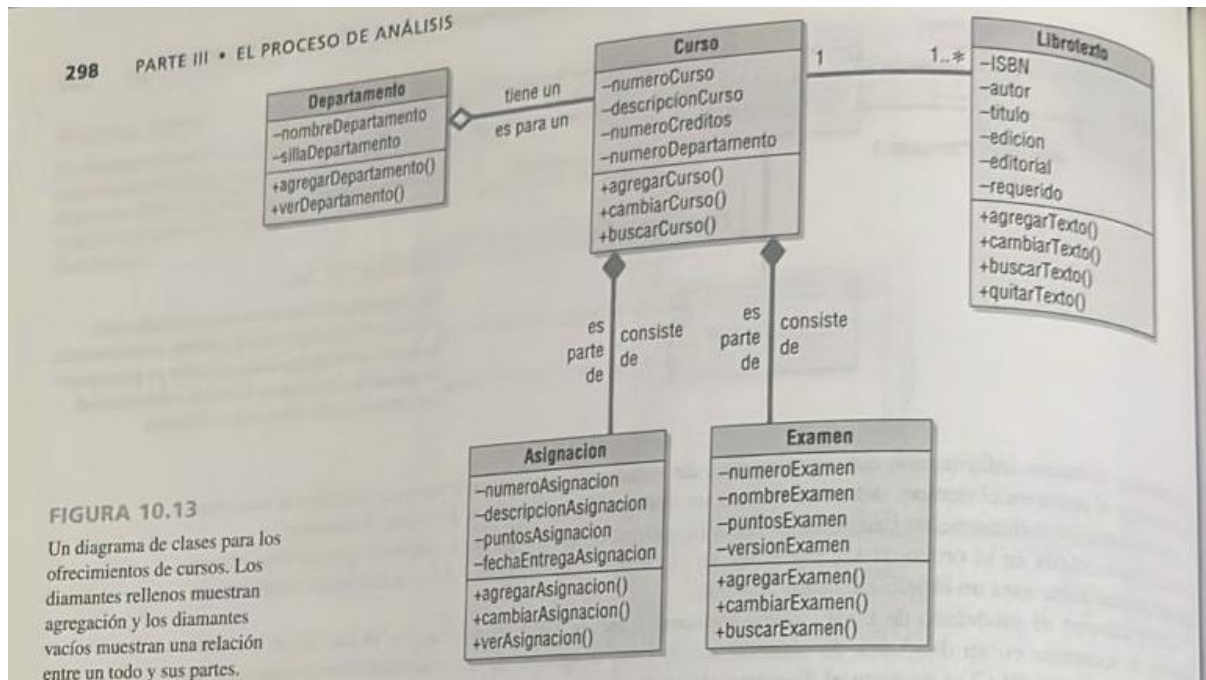 298 PARTE III • EL PROCESO DE ANÁLISIS
Departamento
–nombreDepartamento
–sillaDepartamento
+agregarDepartamento()
+verDepartamento()
tiene un
es para un
Curso
–numeroCurso
–descripcionCurso
–numeroCreditos
–numeroDepartamento
+agregarCurso()
+cambiarCurso()
+buscarCurso()
1
1..*
Librotexto
–ISBN
–autor
–titulo
–edicion
–editorial
–requerido
+agregarTexto()
+cambiarTexto()
+buscarTexto()
+quitarTexto()
es
parte
de
consiste
de
es
parte
de
consiste
de
Asignacion
–numeroAsignacion
–descripcionAsignacion
–puntosAsignacion
–fechaEntregaAsignacion
+agregarAsignacion()
+cambiarAsignacion()
+verAsignacion()
Examen
–numeroExamen
–nombreExamen
–puntosExamen
–versionExamen
+agregarExamen()
+cambiarExamen()
+buscarExamen()
FIGURA 10.13
Un diagrama de clases para los
ofrecimientos de cursos. Los
diamantes rellenos muestran
agregación y los diamantes
vacíos muestran una relación
entre un todo y sus partes.